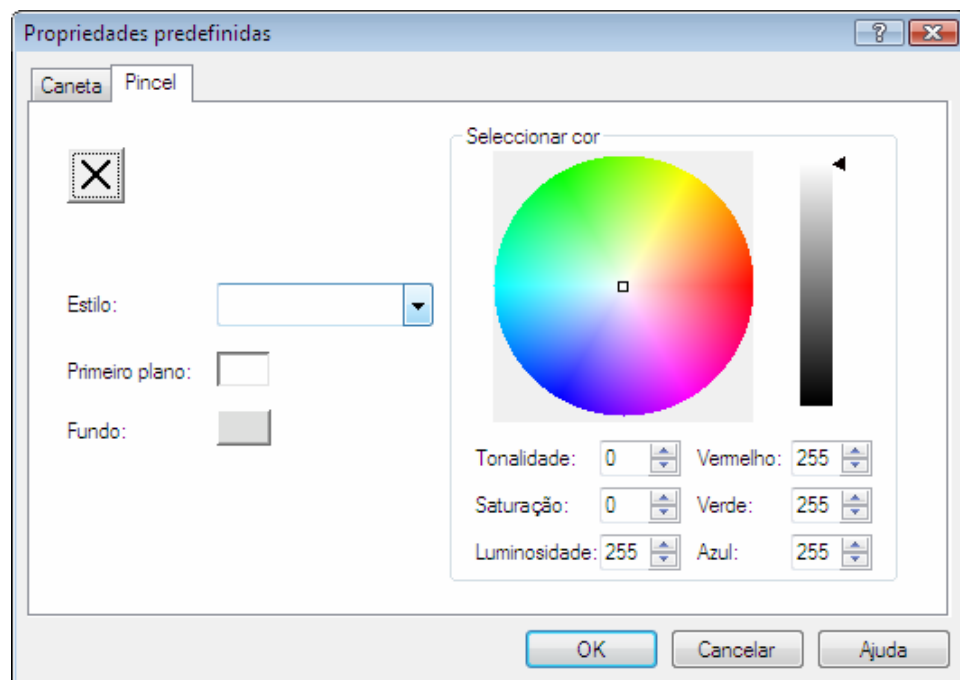 Propriedades predefinidas
Caneta Pincel
Seleccionar cor
Estilo:
Primeiro plano:
Fundo:
Tonalidade: 0 Vermelho: 255
Saturação: 0 Verde: 255
Luminosidade: 255 Azul: 255
OK Cancelar Ajuda